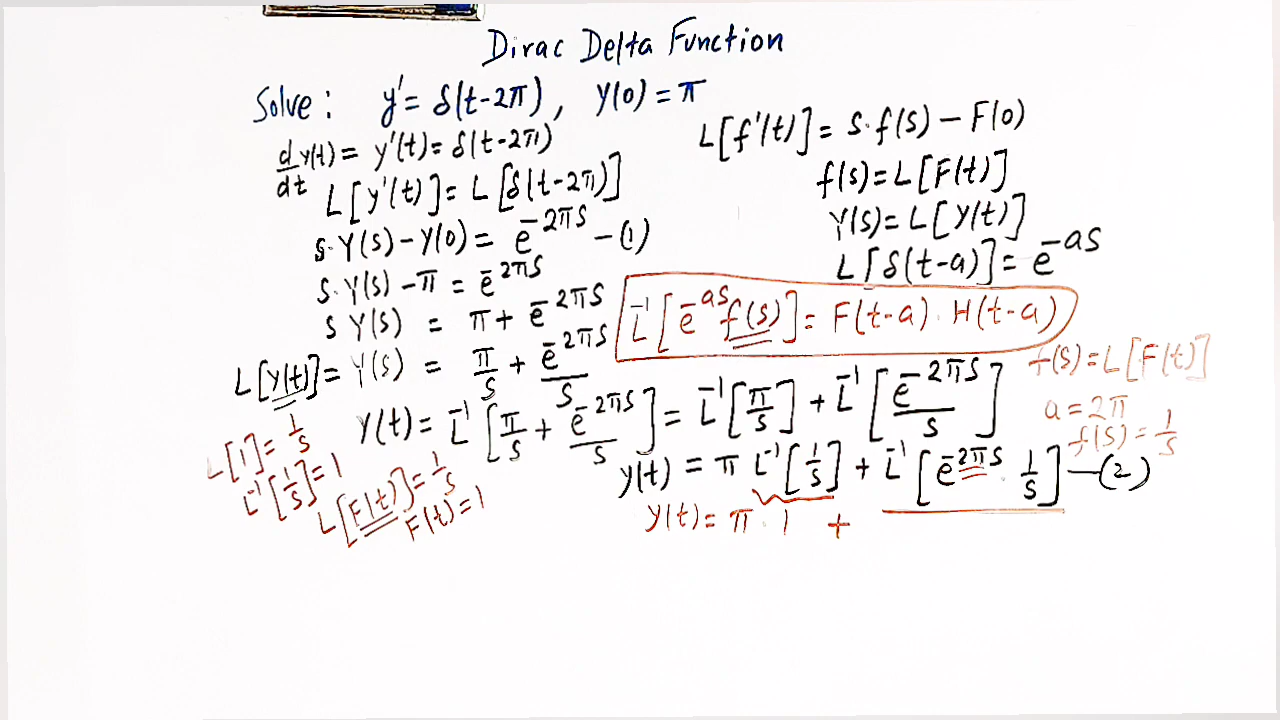 Dirac Delta Function
Solve : y' = δ(t-2π), y(0) = π
d/dt y(t) = y'(t) = δ(t-2π)
L[y'(t)] = L[δ(t-2π)]
s·Y(s) - y(0) = e^-2πs —(1)
s·Y(s) - π = e^-2πs
s Y(s) = π + e^-2πs
L[y(t)] = Y(s) = π/s + e^-2πs/s
L[f'(t)] = s·f(s) - F(0)
f(s) = L[F(t)]
Y(s) = L[y(t)]
L[δ(t-a)] = e^-as
L^-1[e^-as f(s)] = F(t-a) · H(t-a)
f(s) = L[F(t)]
a = 2π
f(s) = 1/s
y(t) = L^-1[π/s + e^-2πs/s] = L^-1[π/s] + L^-1[e^-2πs/s]
y(t) = π L^-1[1/s] + L^-1[e^-2πs · 1/s] —(2)
y(t) = π · 1 +
L[1] = 1/s
L^-1[1/s] = 1
L[F(t)] = 1/s
F(t) = 1